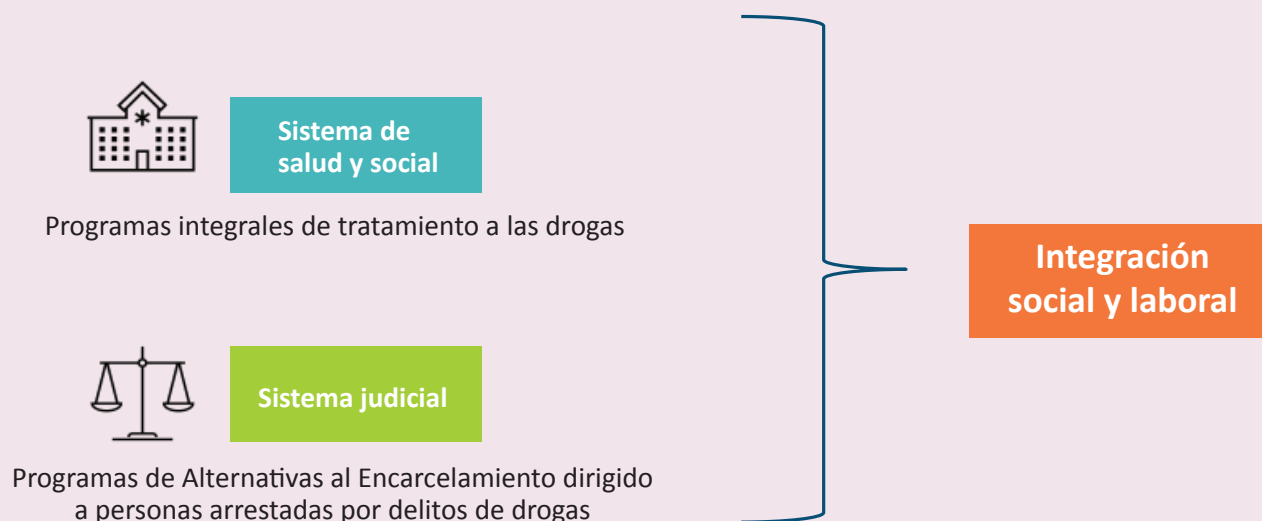 Sistema de
salud y social
Programas integrales de tratamiento a las drogas
Integración
social y laboral
Sistema judicial
Programas de Alternativas al Encarcelamiento dirigido
a personas arrestadas por delitos de drogas